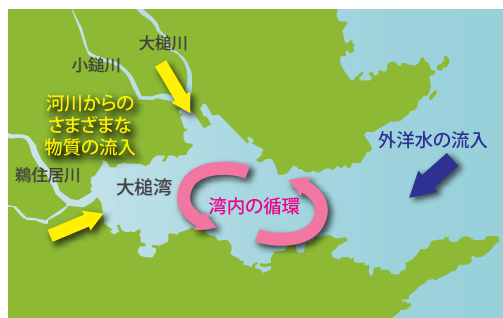 大槌川
小鎚川
河川からの
さまざまな
物質の流入
外洋水の流入
鵜住居川
大槌湾
湾内の循環